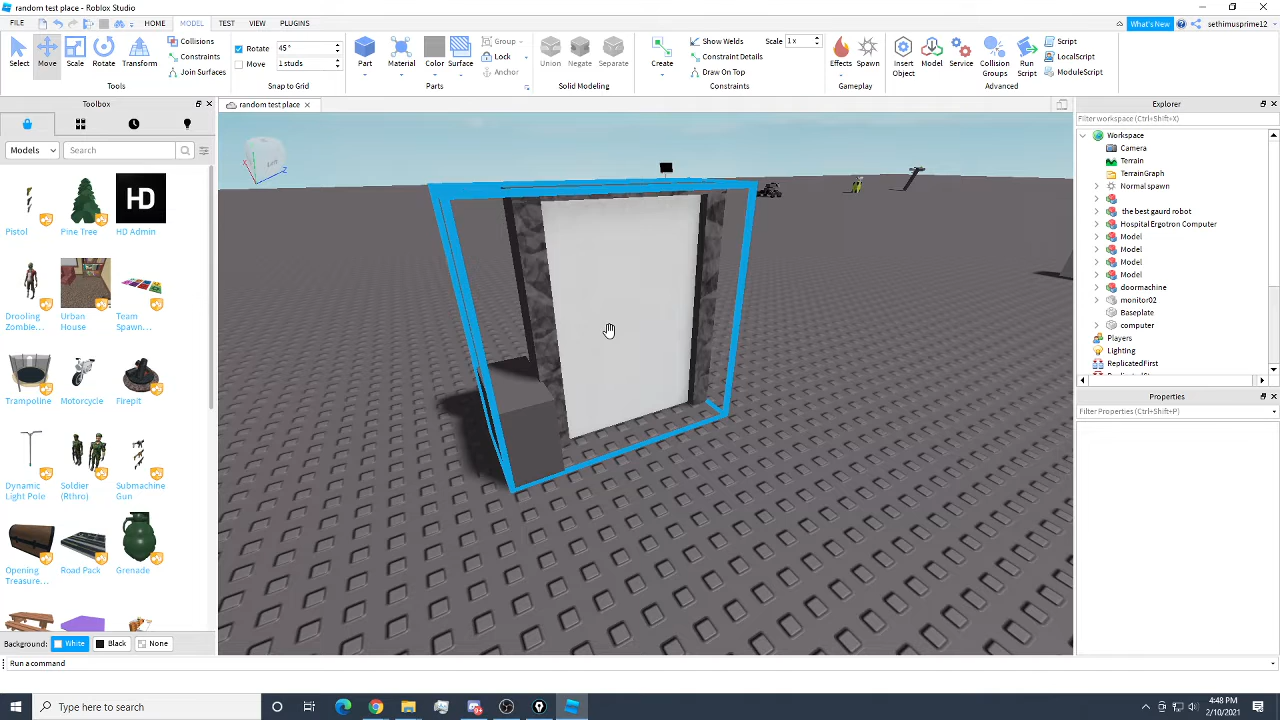 random test place
FILE HOME MODEL TEST VIEW PLUGINS What's New sethimusprime12
Select Move Scale Rotate Transform
Collisions
Constraints
Join Surfaces
Tools
Rotate 45°
Move 1 studs
Snap to Grid
Part Material Color Surface
Group
Lock
Anchor
Parts
Union Negate Separate
Solid Modeling
Create
Show Welds
Constraint Details
Draw On Top
Scale 1 x
Constraints
Effects Spawn
Gameplay
Insert Object Model Service Collision Groups Run Script
Script
LocalScript
ModuleScript
Advanced
Toolbox
random test place
Models Search
HD
Pistol Pine Tree HD Admin
Drooling Zombie... Urban House Team Spawn...
Trampoline Motorcycle Firepit
Dynamic Light Pole Soldier (Rthro) Submachine Gun
Opening Treasure... Road Pack Grenade
Background: White Black None
Left
X
Z
Explorer
Filter workspace (Ctrl+Shift+X)
Workspace
Camera
Terrain
TerrainGraph
Normal spawn
the best gaurd robot
Hospital Ergotron Computer
Model
Model
Model
Model
doormachine
monitor02
Baseplate
computer
Players
Lighting
ReplicatedFirst
Properties
Filter Properties (Ctrl+Shift+P)
Run a command
Type here to search
4:48 PM
2/10/2021